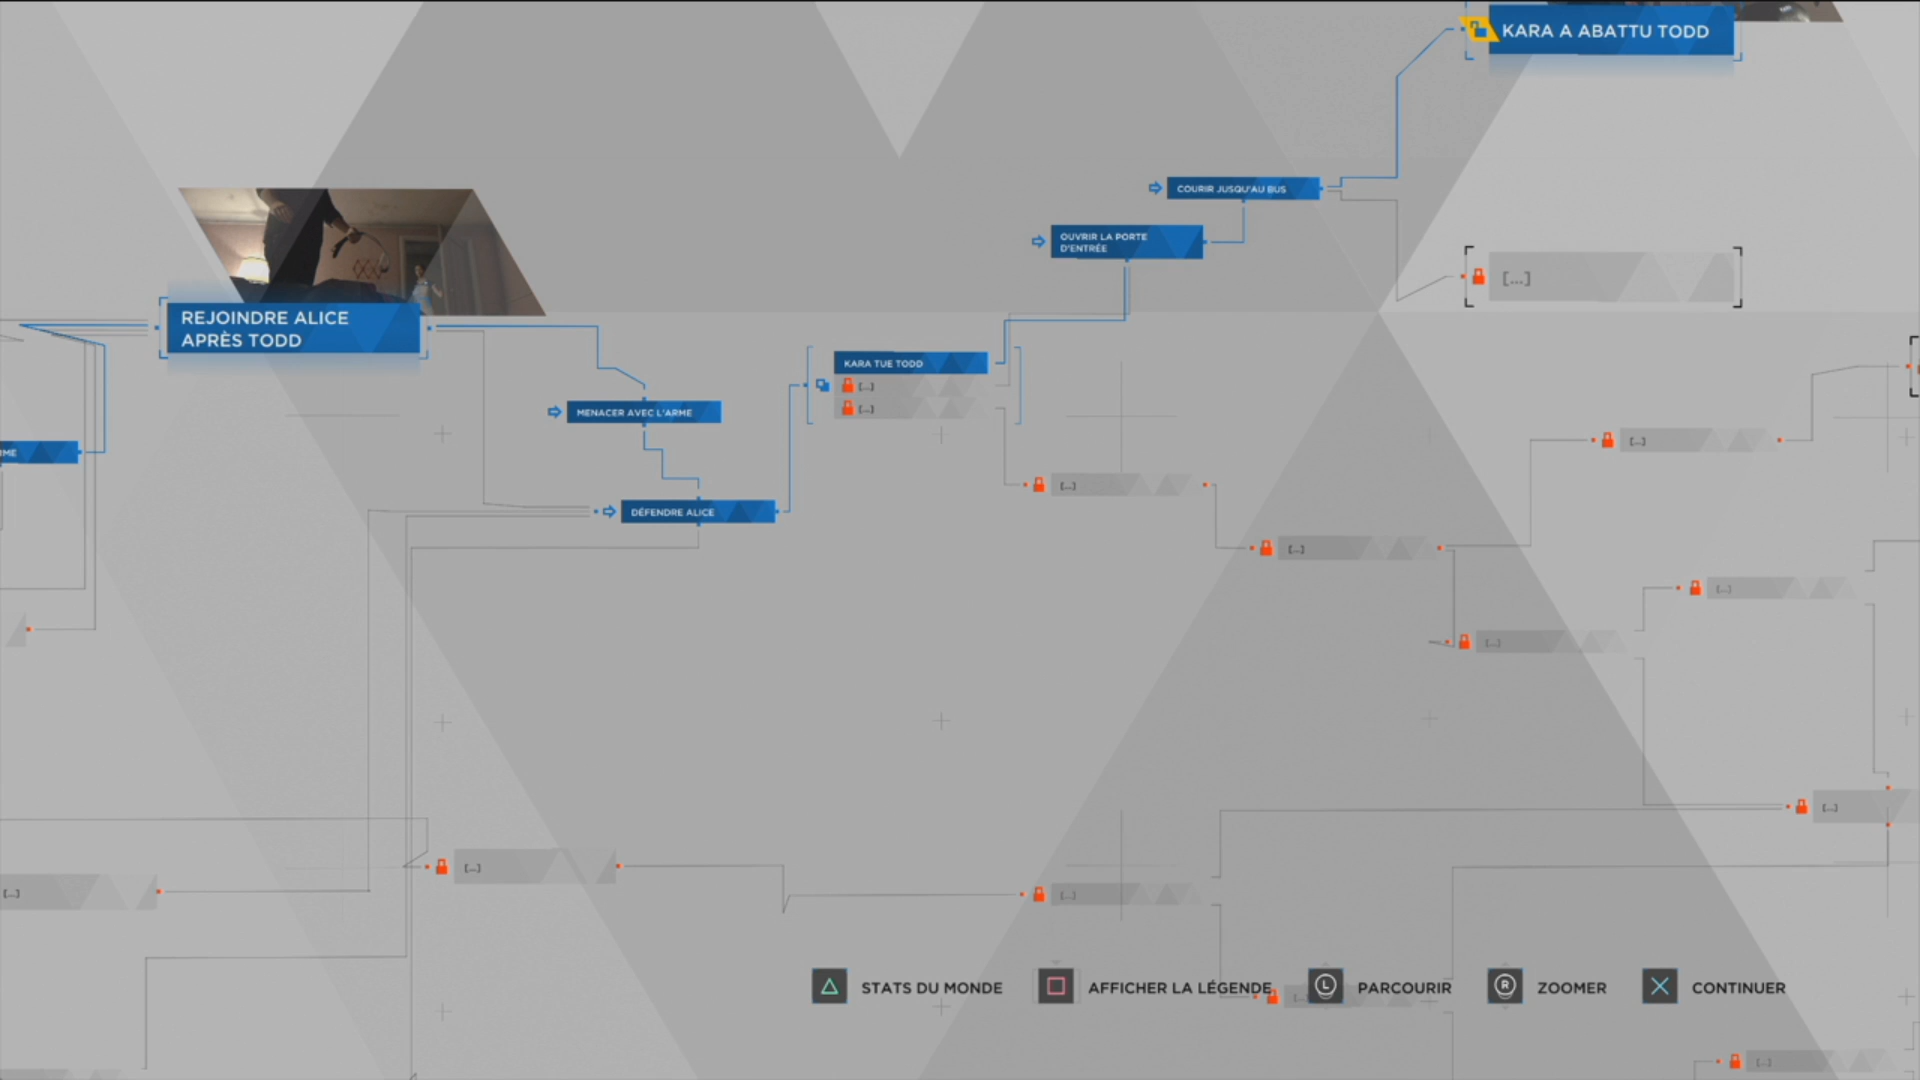 KARA A ABATTU TODD
COURIR JUSQU'AU BUS
OUVRIR LA PORTE
D'ENTRÉE
[...]
REJOINDRE ALICE
APRÈS TODD
KARA TUE TODD
[...]
[...]
MENACER AVEC L'ARME
[...]
[...]
DÉFENDRE ALICE
[...]
[...]
[...]
[...]
[...]
[...]
[...]
STATS DU MONDE
AFFICHER LA LÉGENDE
L
PARCOURIR
R
ZOOMER
CONTINUER
[...]